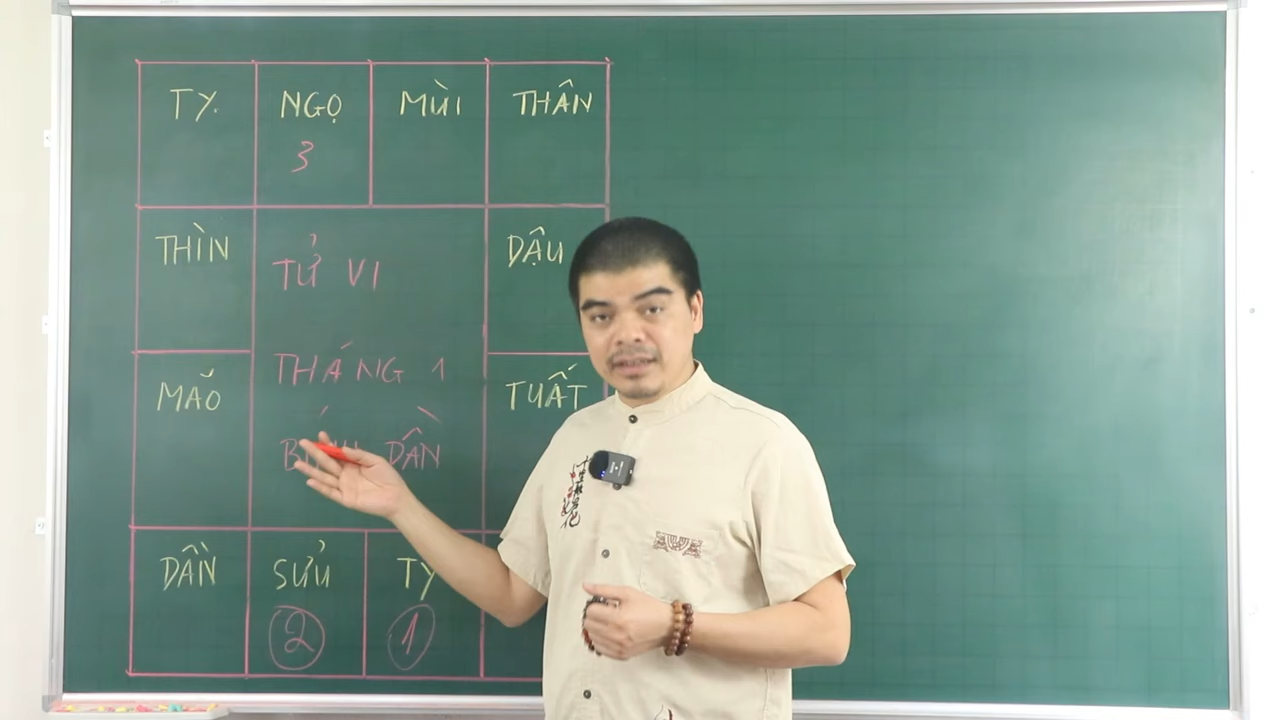 TỴ NGỌ MÙI THÂN
3
THÌN DẬU
TỬ VI
THÁNG 1
MÃO TUẤT
DẦN
DẦN SỬU TÝ
2 1